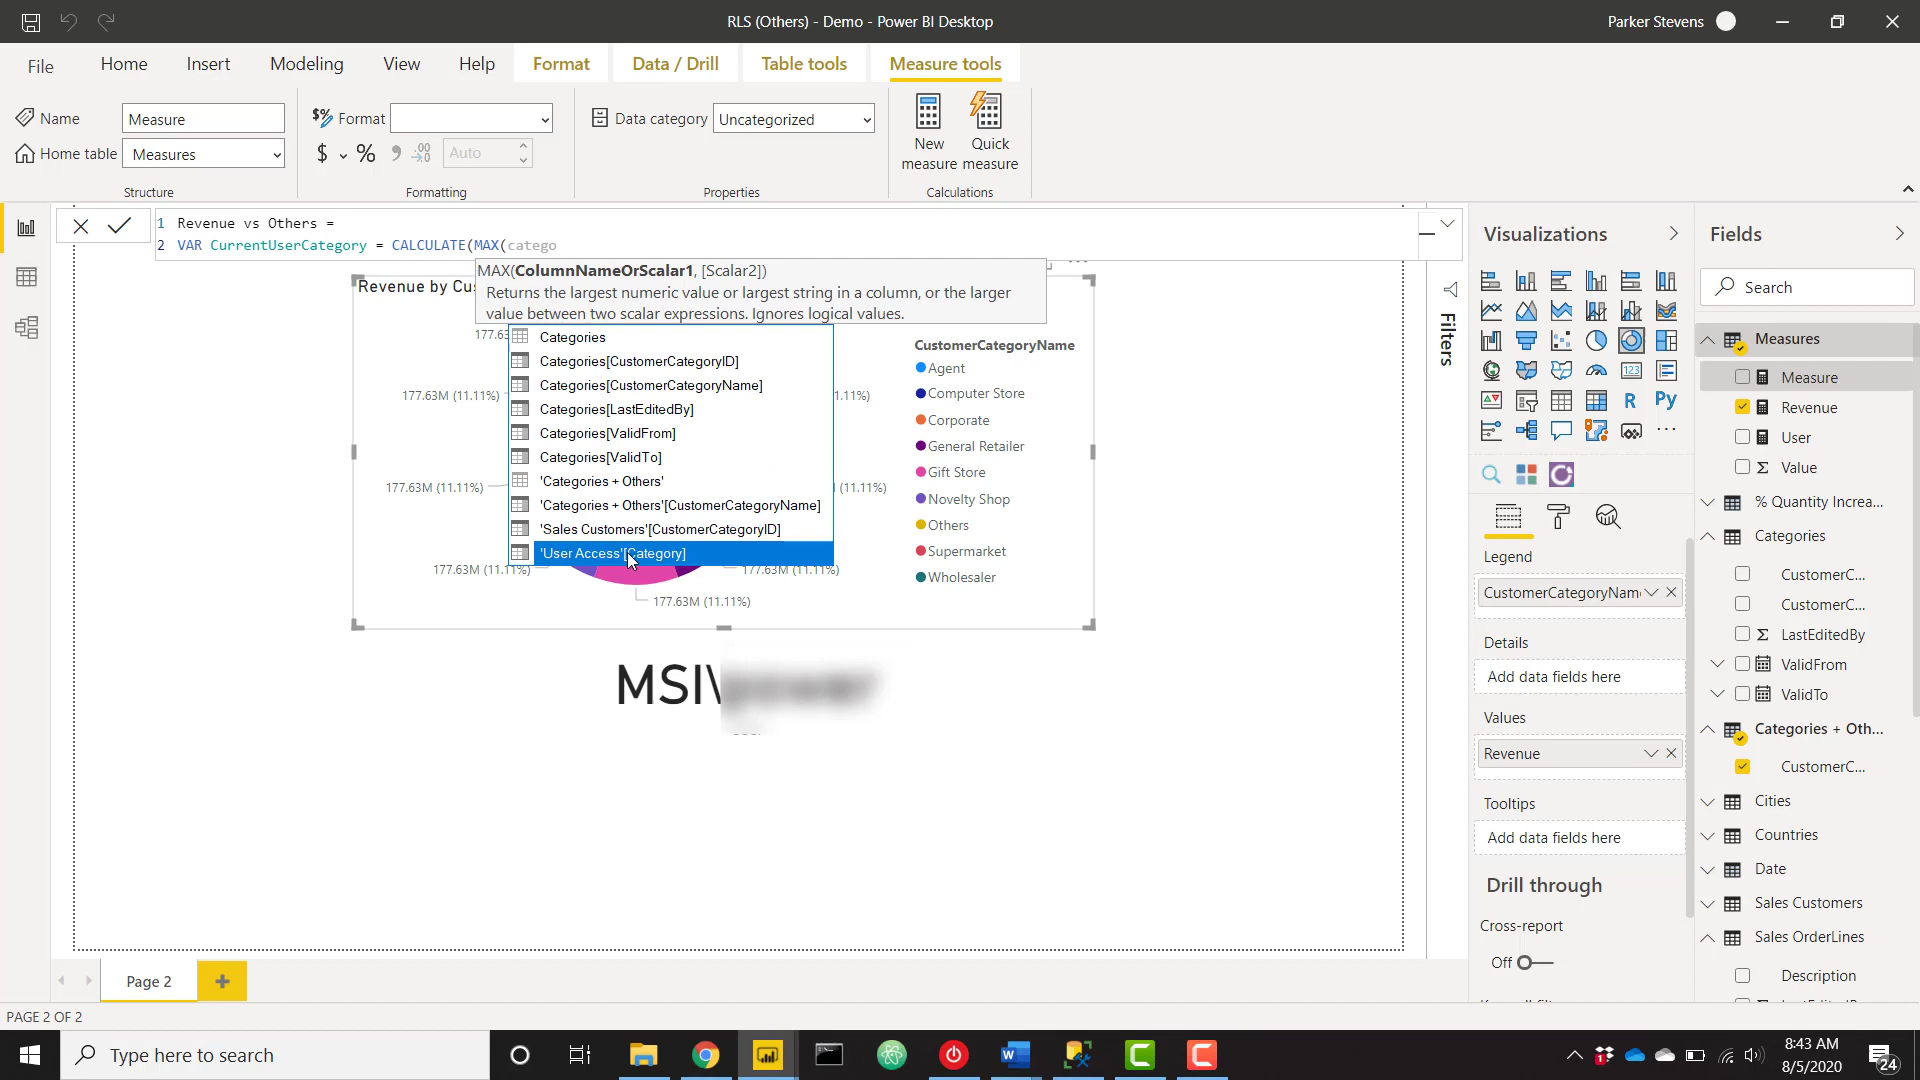 RLS (Others) - Demo - Power BI Desktop
Parker Stevens
File
Home
Insert
Modeling
View
Help
Format
Data / Drill
Table tools
Measure tools
Name
Measure
Home table
Measures
Structure
$% Format
$ % 9 .00
Auto
Formatting
Data category
Uncategorized
Properties
New measure
Quick measure
Calculations
1 Revenue vs Others =
2 VAR CurrentUserCategory = CALCULATE(MAX(catego
MAX(ColumnNameOrScalar1, [Scalar2])
Returns the largest numeric value or largest string in a column, or the larger
value between two scalar expressions. Ignores logical values.
Revenue by Cus
Categories
Categories[CustomerCategoryID]
Categories[CustomerCategoryName]
Categories[LastEditedBy]
Categories[ValidFrom]
Categories[ValidTo]
'Categories + Others'
'Categories + Others'[CustomerCategoryName]
'Sales Customers'[CustomerCategoryID]
'User Access'[Category]
177.63
177.63M (11.11%)
177.63M (11.11%)
177.63M (11.11%)
177.63M (11.11%)
177.63M (11.11%)
(11.11%)
1.11%)
CustomerCategoryName
Agent
Computer Store
Corporate
General Retailer
Gift Store
Novelty Shop
Others
Supermarket
Wholesaler
MSI\
Filters
Visualizations
R
Py
123
Legend
CustomerCategoryNam
Details
Add data fields here
Values
Revenue
Tooltips
Add data fields here
Drill through
Cross-report
Off
Fields
Search
Measures
Measure
Revenue
User
Value
% Quantity Increa...
Categories
CustomerC...
CustomerC...
LastEditedBy
ValidFrom
ValidTo
Categories + Oth...
CustomerC...
Cities
Countries
Date
Sales Customers
Sales OrderLines
Description
Page 2
PAGE 2 OF 2
Type here to search
8:43 AM
8/5/2020
24